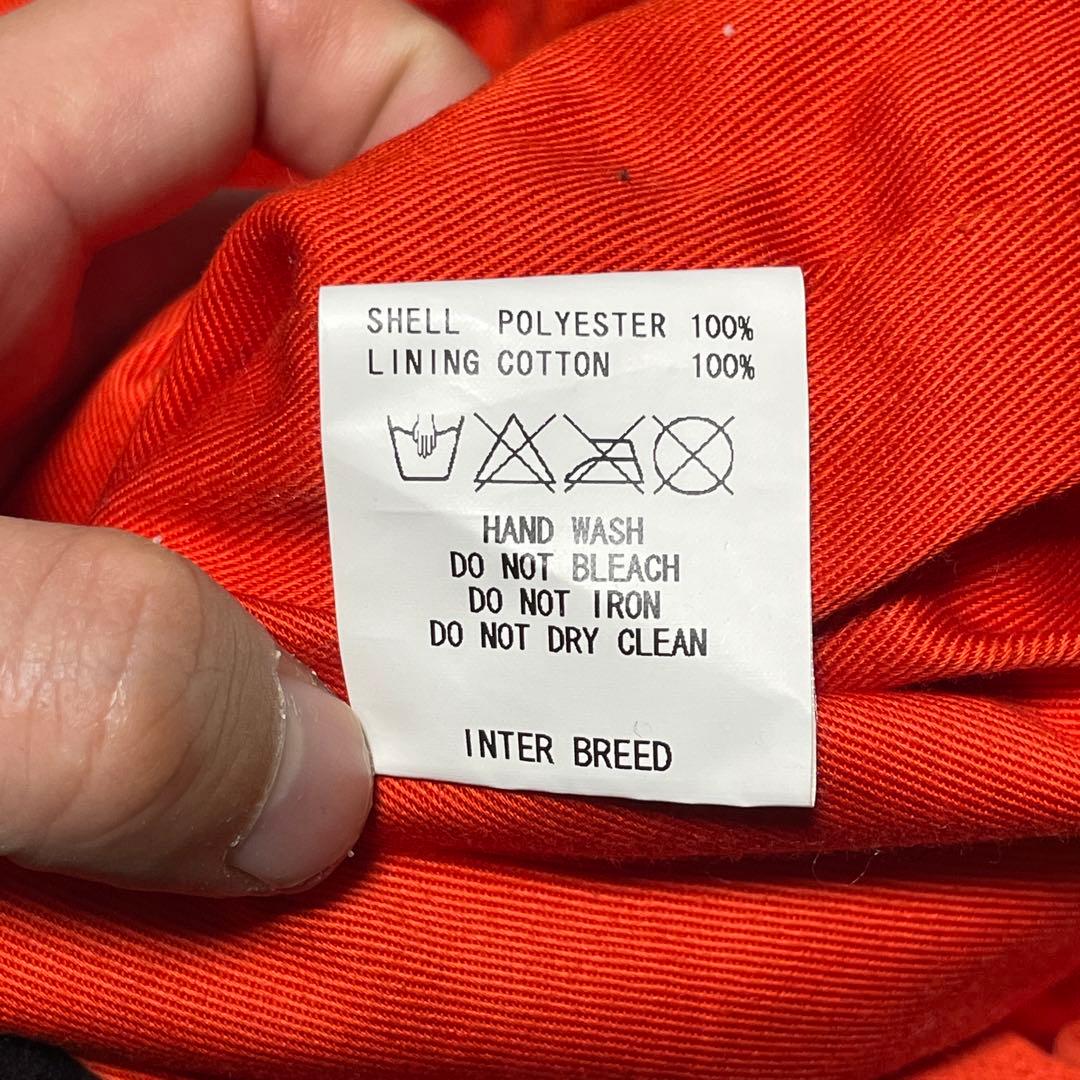 SHELL POLYESTER 100%
LINING COTTON 100%
HAND WASH
DO NOT BLEACH
DO NOT IRON
DO NOT DRY CLEAN
INTER BREED